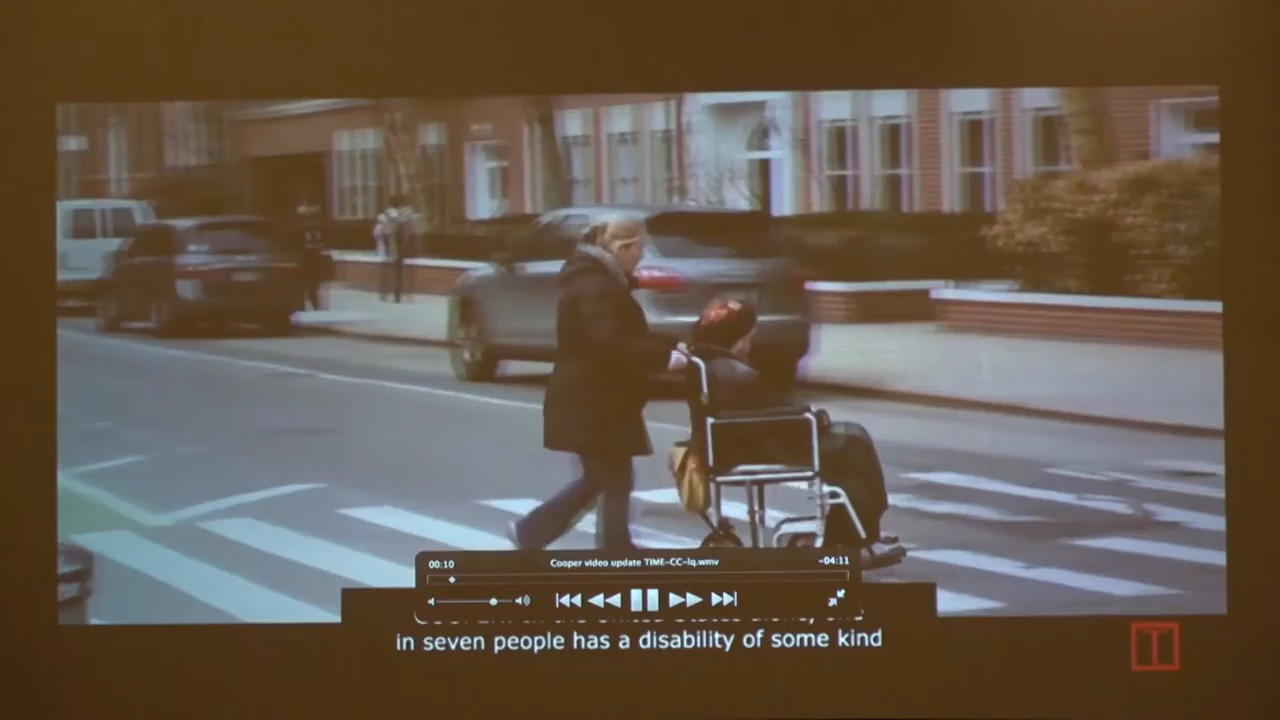 00:10
Cooper video update TIME-CC-lq.wmv
-04:11
in seven people has a disability of some kind